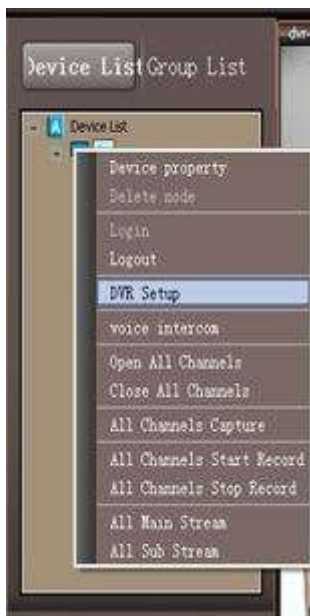 Device List Group List
A Device List
Device property
Delete node
Login
Logout
DVR Setup
voice intercom
Open All Channels
Close All Channels
All Channels Capture
All Channels Start Record
All Channels Stop Record
All Main Stream
All Sub Stream